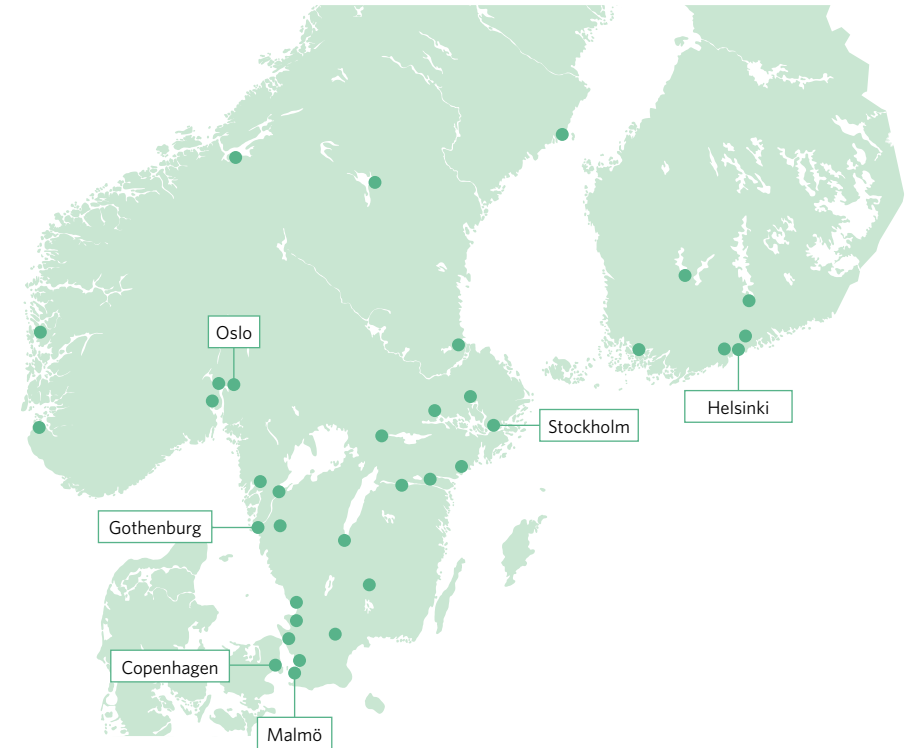 Oslo
Helsinki
Stockholm
Gothenburg
Copenhagen
Malmö